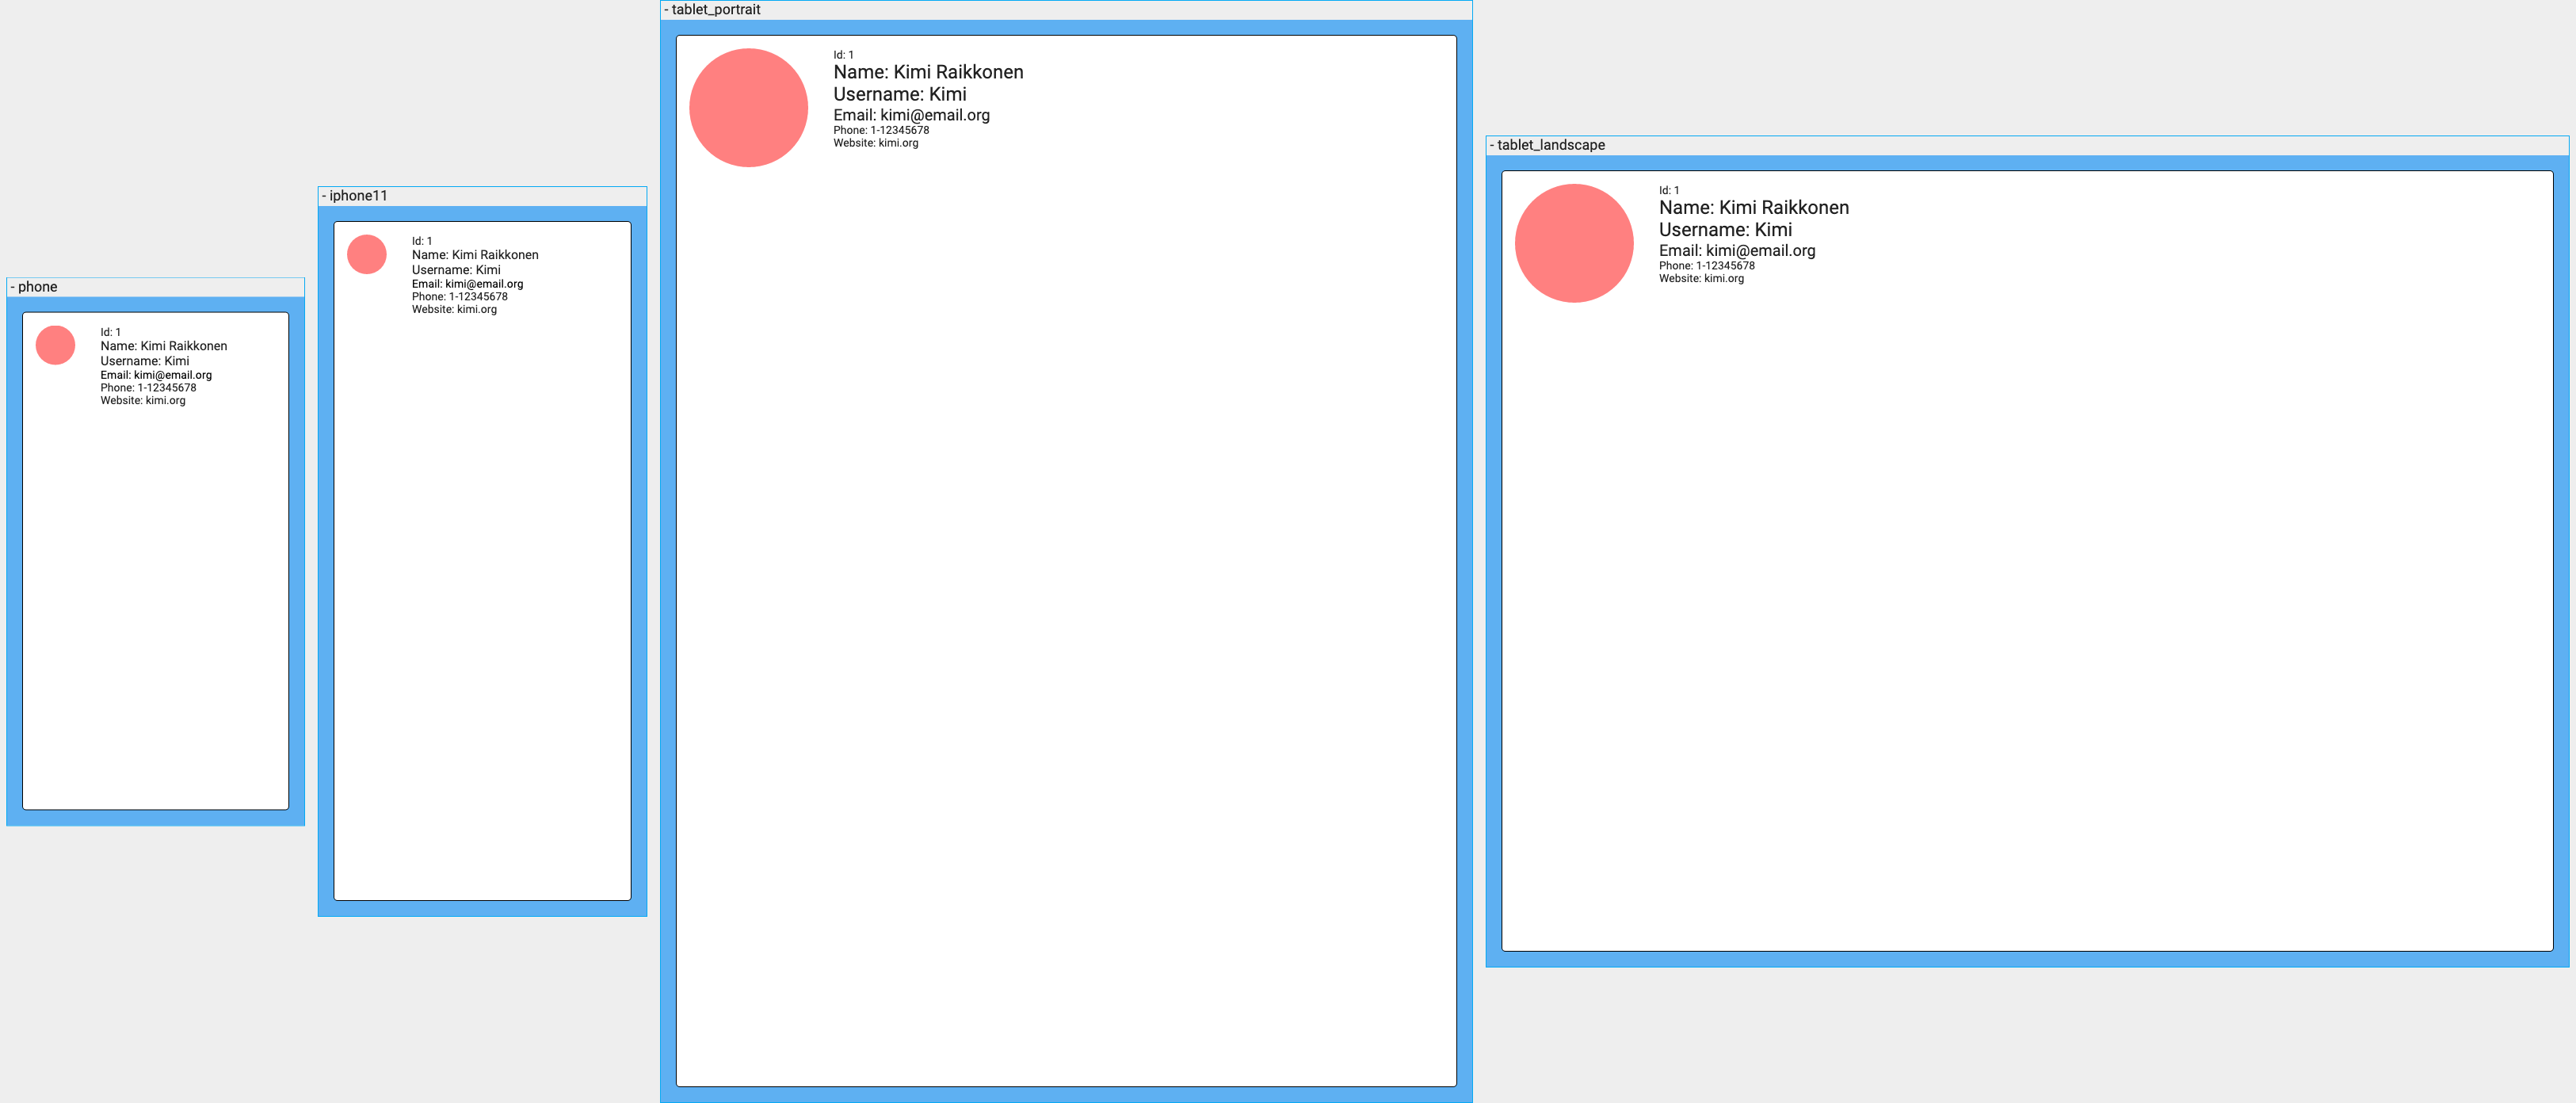 - phone
Id: 1
Name: Kimi Raikkonen
Username: Kimi
Email: kimi@email.org
Phone: 1-12345678
Website: kimi.org
- iphone11
Id: 1
Name: Kimi Raikkonen
Username: Kimi
Email: kimi@email.org
Phone: 1-12345678
Website: kimi.org
- tablet_portrait
Id: 1
Name: Kimi Raikkonen
Username: Kimi
Email: kimi@email.org
Phone: 1-12345678
Website: kimi.org
- tablet_landscape
Id: 1
Name: Kimi Raikkonen
Username: Kimi
Email: kimi@email.org
Phone: 1-12345678
Website: kimi.org